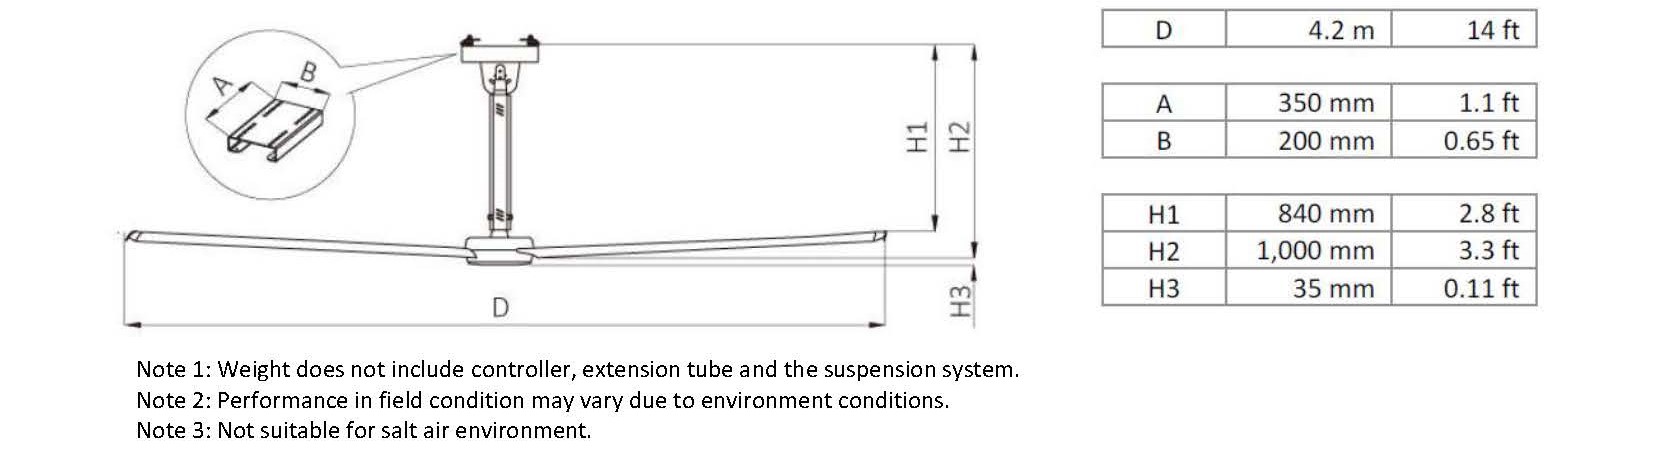 A
B
H1
H2
H3
D
D 4.2 m 14 ft
A 350 mm 1.1 ft
B 200 mm 0.65 ft
H1 840 mm 2.8 ft
H2 1,000 mm 3.3 ft
H3 35 mm 0.11 ft
Note 1: Weight does not include controller, extension tube and the suspension system.
Note 2: Performance in field condition may vary due to environment conditions.
Note 3: Not suitable for salt air environment.